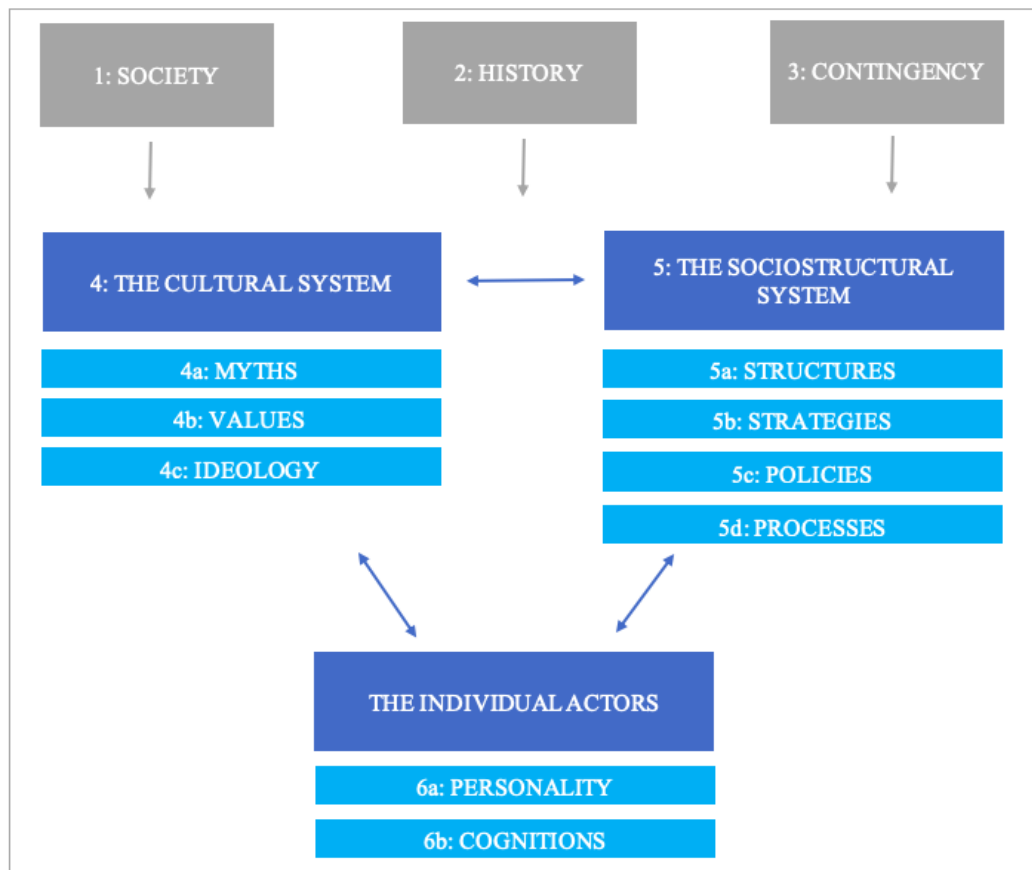 1: SOCIETY
2: HISTORY
3: CONTINGENCY
4: THE CULTURAL SYSTEM
4a: MYTHS
4b: VALUES
4c: IDEOLOGY
5: THE SOCIOSTRUCTURAL
SYSTEM
5a: STRUCTURES
5b: STRATEGIES
5c: POLICIES
5d: PROCESSES
THE INDIVIDUAL ACTORS
6a: PERSONALITY
6b: COGNITIONS